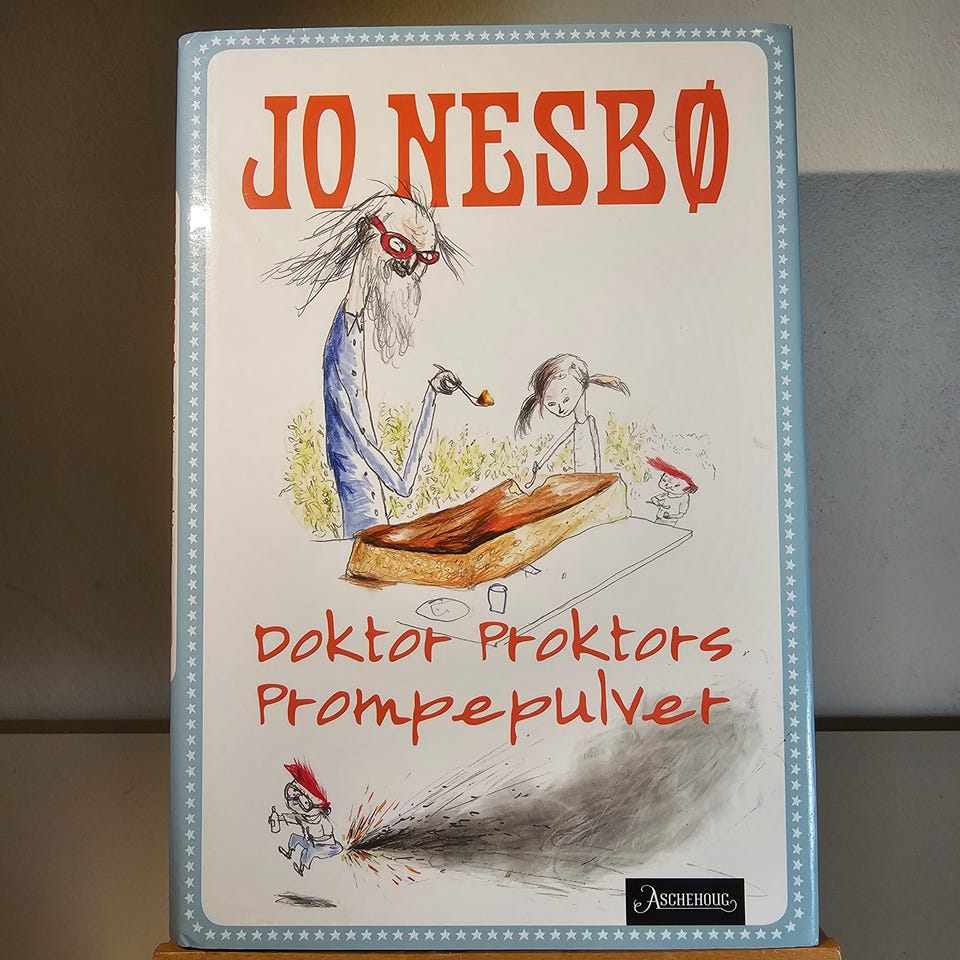 JO NESBØ
Doktor Proktors
Prompepulver
ASCHEHOUG